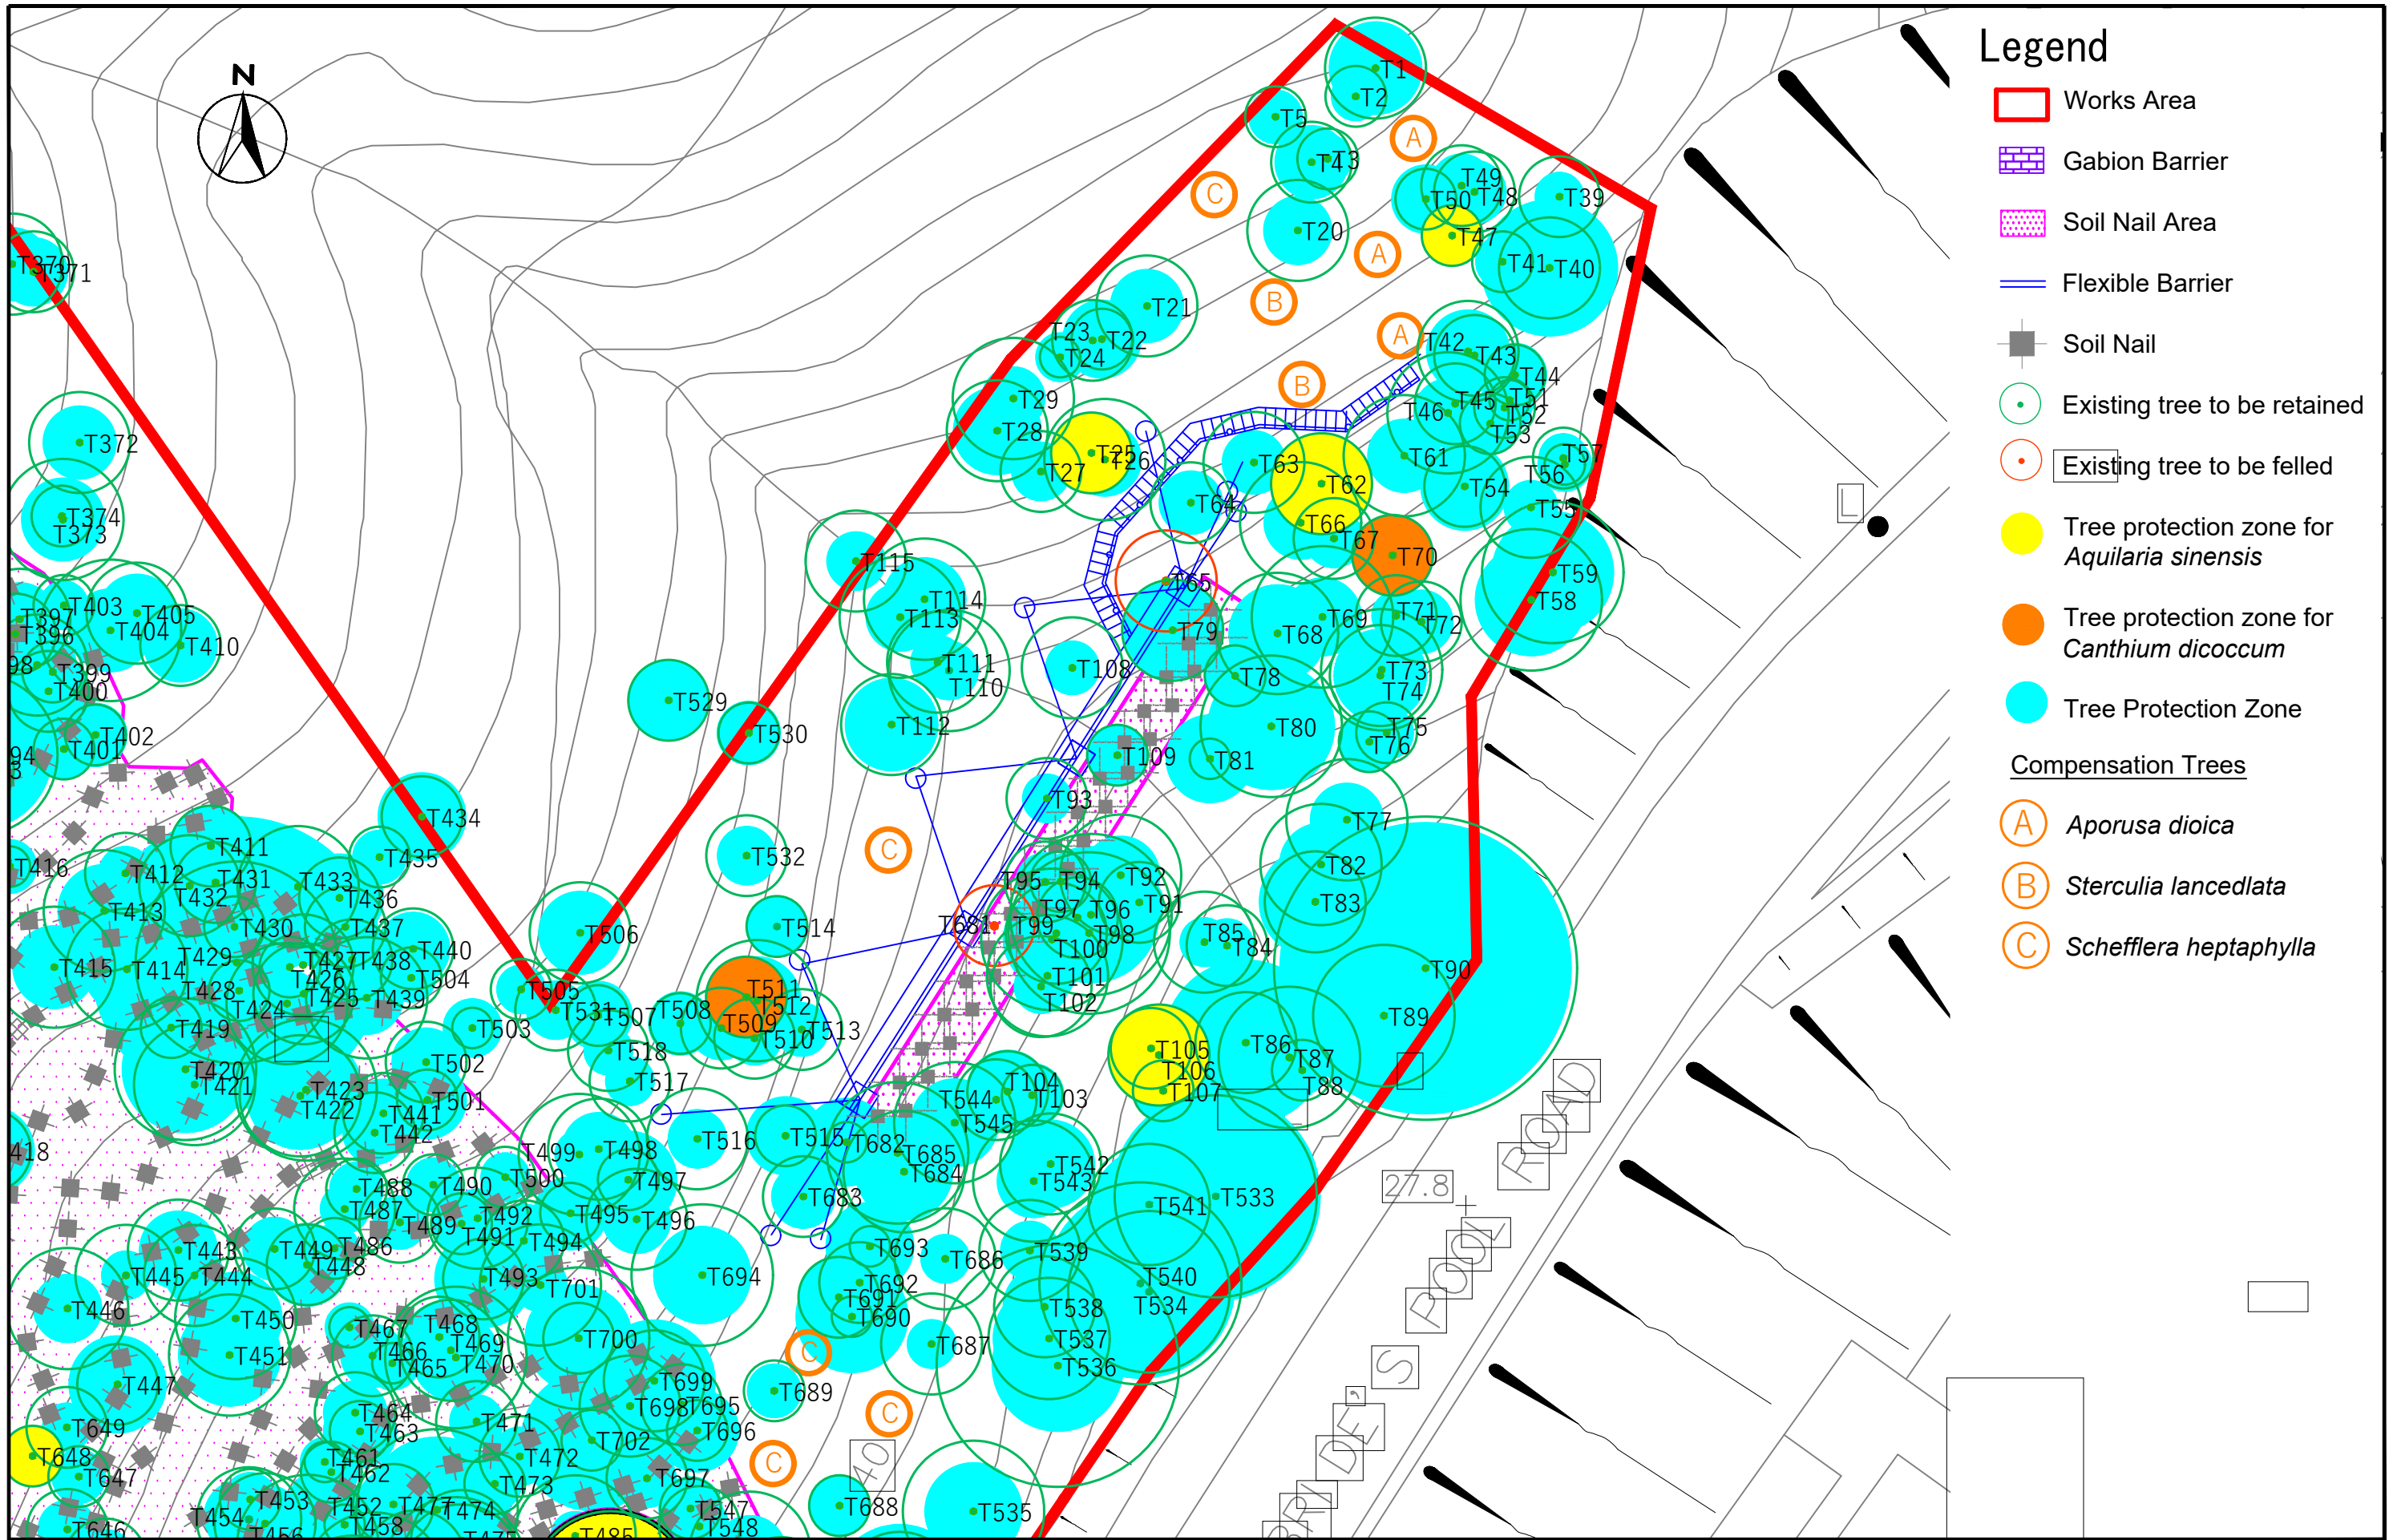 N
Legend
Works Area
Gabion Barrier
Soil Nail Area
Flexible Barrier
Soil Nail
Existing tree to be retained
Existing tree to be felled
Tree protection zone for
Aquilaria sinensis
Tree protection zone for
Canthium dicoccum
Tree Protection Zone
Compensation Trees
A Aporusa dioica
B Sterculia lancedlata
C Schefflera heptaphylla
T1
T2
T5
T3
T4
A
C
T49
T48
T50
T39
T20
T47
A
T41
T40
T370
T371
B
T21
T23
T22
T24
A
T42
T43
T44
B
T29
T45
T51
T46
T52
T28
T53
T372
T25
T26
T27
T63
T61
T57
T56
T62
T54
T64
T55
T374
T373
T66
T67
T70
T115
T65
T59
T58
T114
T113
T403
T405
T397
T404
T396
T410
T79
T68
T69
T71
T72
98
T399
T400
T111
T110
T108
T78
T73
T74
T529
T112
T80
T75
T76
T530
T402
T401
94
3
T109
T81
T93
T434
T77
T411
T435
T532
C
T416
T412
T431
T433
T432
T436
T95
T94
T92
T82
T413
T97
T96
T91
T83
T430
T437
T506
T514
T681
T99
T98
T85
T84
T440
T100
T415
T414
T429
T427
T438
T426
T504
T101
T90
T428
T424
T425
T439
T505
T511
T512
T102
T531
T507
T508
T509
T510
T513
T419
T503
T89
T105
T86
T518
T106
T87
T88
T107
T502
T420
T421
T423
T422
T501
T517
T104
T103
T544
T545
T441
T442
T516
T515
T682
T418
T499
T498
T685
T684
T542
T543
T500
T497
T488
T490
T683
T541
T533
27.8
T487
T489
T492
T495
T496
T491
T443
T449
T486
T494
T693
T686
T539
T445
T444
T448
T493
T701
T694
T692
T691
T540
T534
T446
T450
T467
T468
T690
T538
T700
T469
T466
T465
T470
T687
T537
T536
T451
C
T447
T699
T689
T698
T695
T649
T464
T463
T471
T696
C
T648
T647
T461
T462
T472
T702
C
T697
T473
40
T453
T452
T477
T474
T547
T688
T535
T454
T456
T458
T548
T646
T475
T485
BRIDE'S POOL ROAD